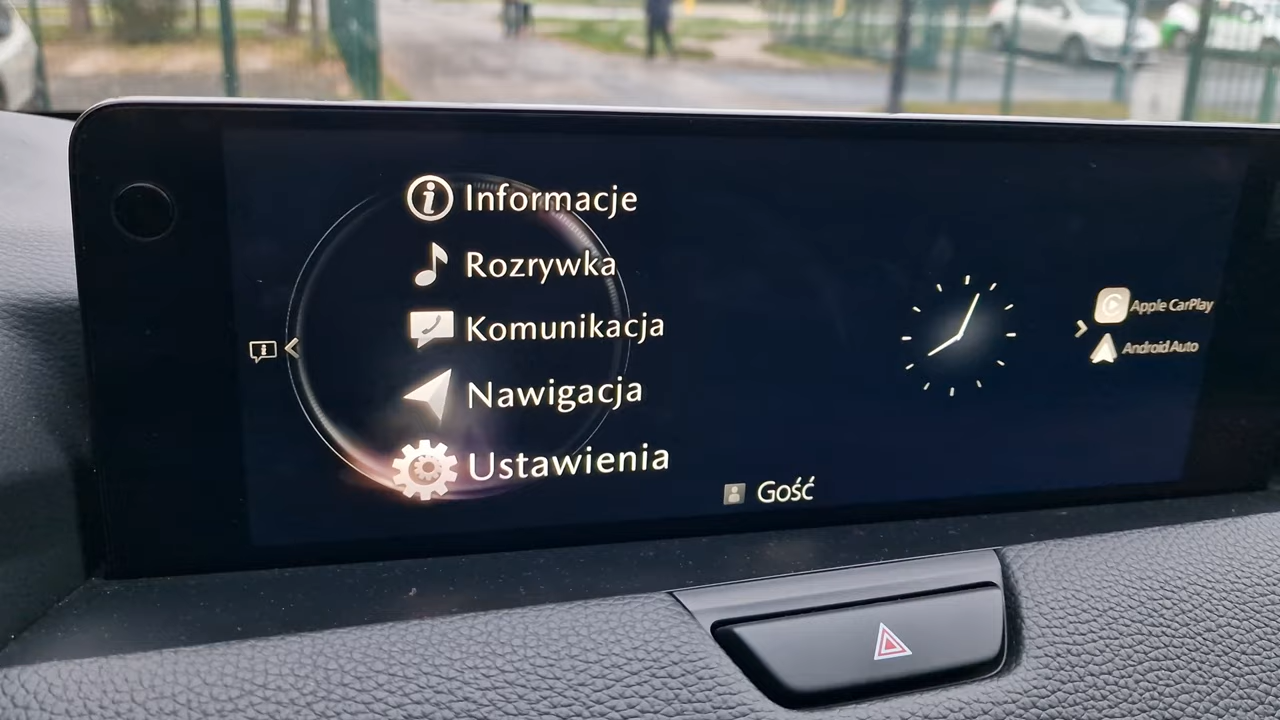 Informacje
Rozrywka
Komunikacja
Nawigacja
Ustawienia
Apple CarPlay
Android Auto
Gość